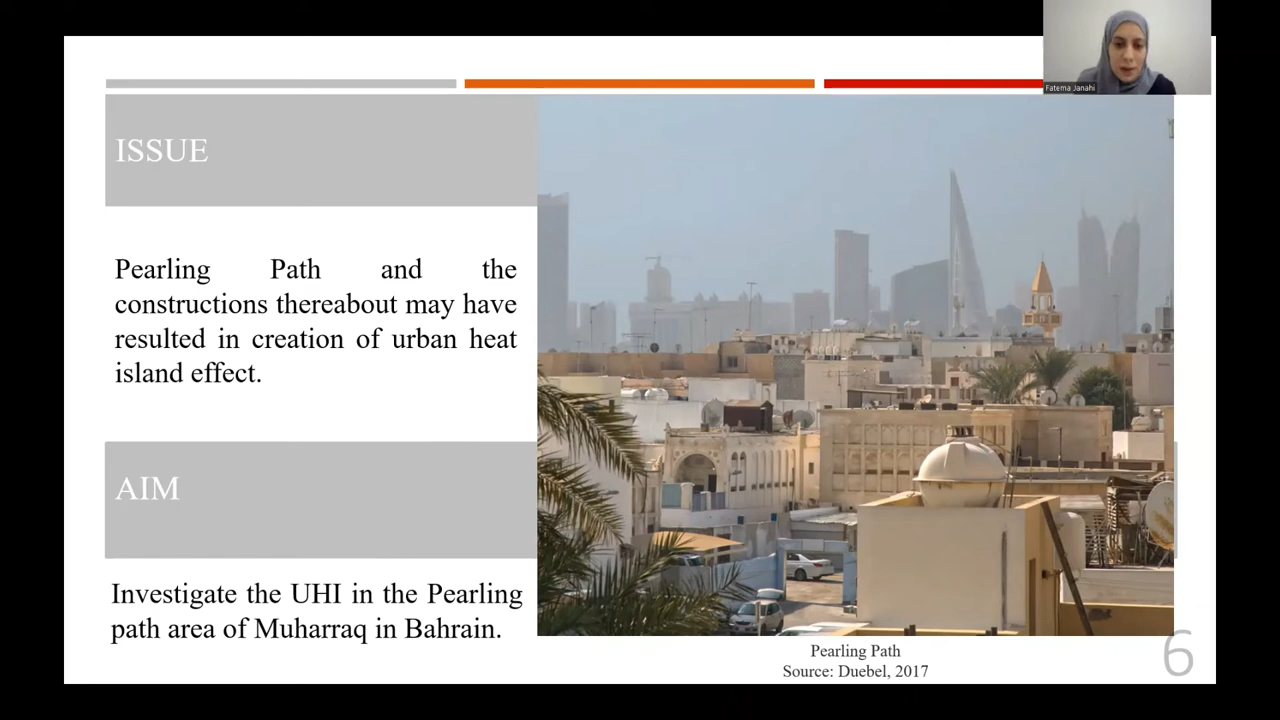 Fatema Janahi
ISSUE
Pearling Path and the
constructions thereabout may have
resulted in creation of urban heat
island effect.
AIM
Investigate the UHI in the Pearling
path area of Muharraq in Bahrain.
Pearling Path
Source: Duebel, 2017
6